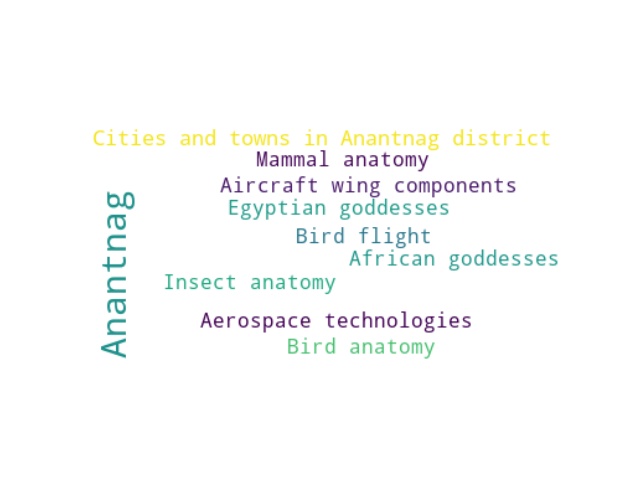 Cities and towns in Anantnag district
Mammal anatomy
Aircraft wing components
Egyptian goddesses
Bird flight
African goddesses
Insect anatomy
Aerospace technologies
Bird anatomy
Anantnag